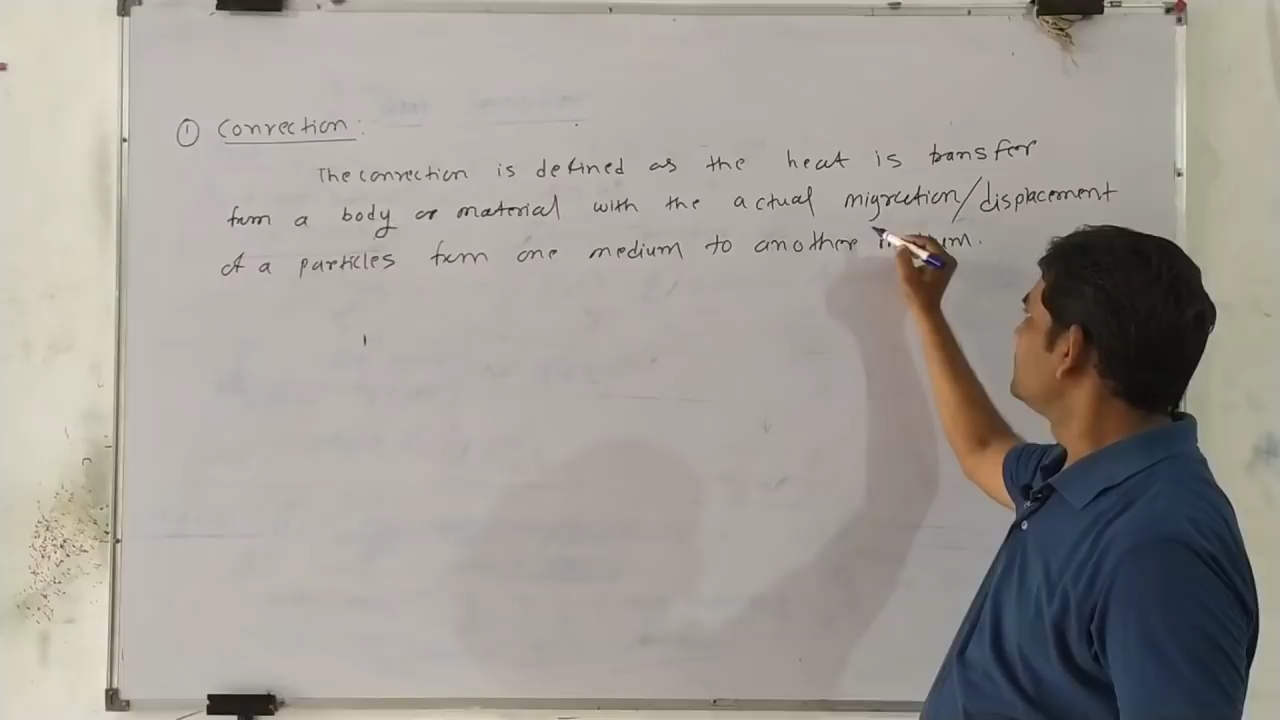 ① Convection:
The convection is defined as the heat is transfer
from a body or material with the actual migration/displacement
of a particles from one medium to another